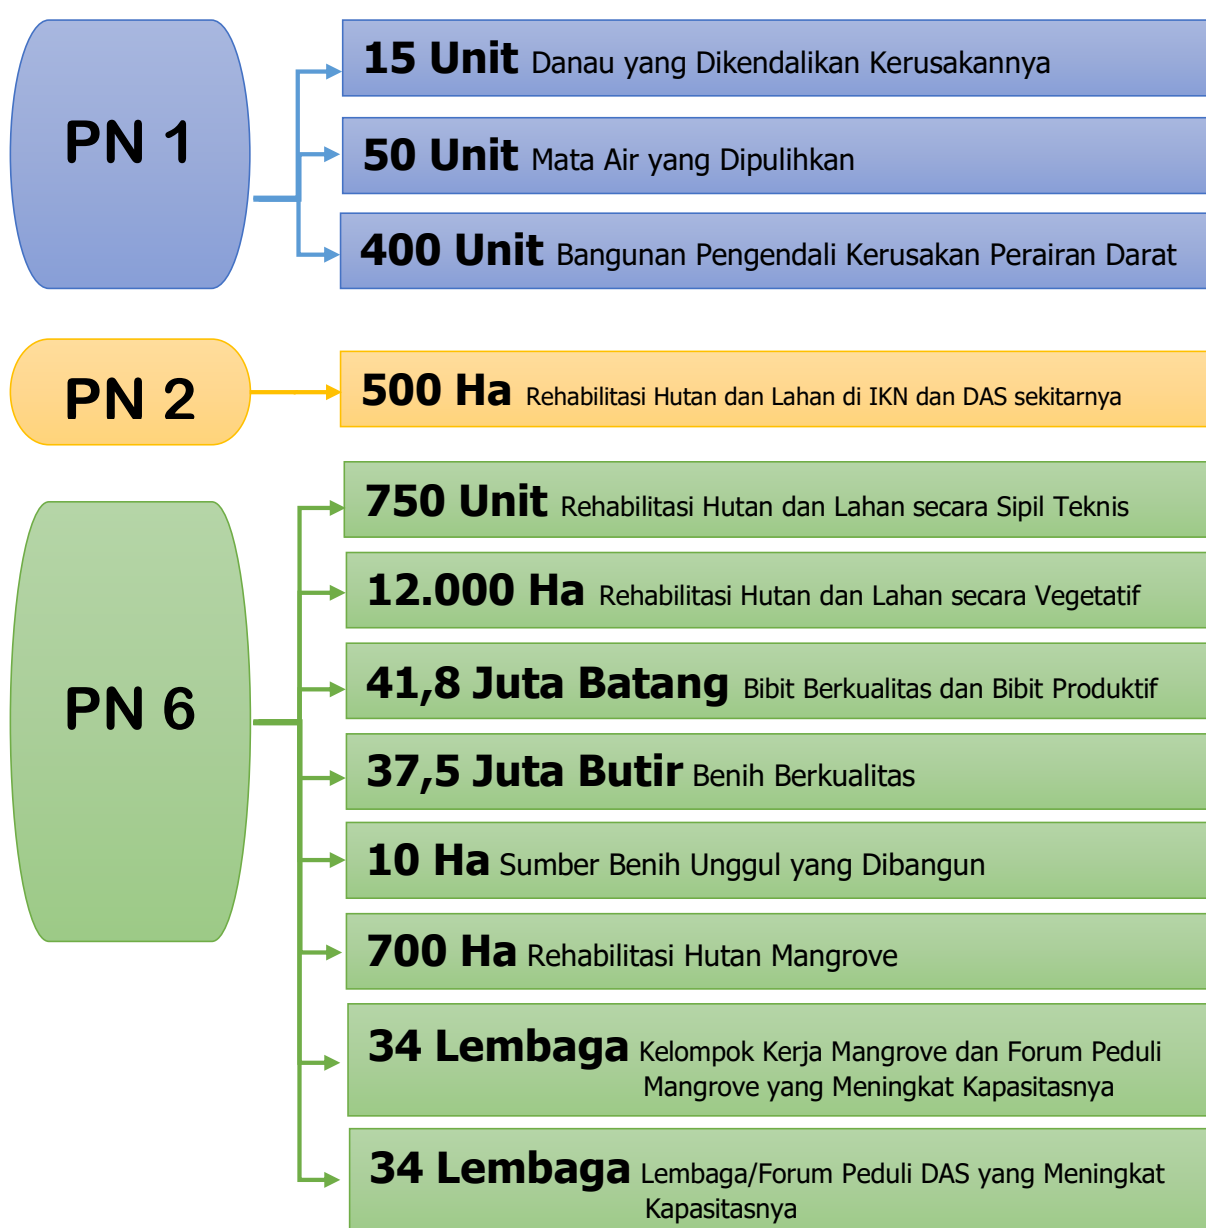 PN 1
15 Unit Danau yang Dikendalikan Kerusakannya
50 Unit Mata Air yang Dipulihkan
400 Unit Bangunan Pengendali Kerusakan Perairan Darat
PN 2
500 Ha Rehabilitasi Hutan dan Lahan di IKN dan DAS sekitarnya
PN 6
750 Unit Rehabilitasi Hutan dan Lahan secara Sipil Teknis
12.000 Ha Rehabilitasi Hutan dan Lahan secara Vegetatif
41,8 Juta Batang Bibit Berkualitas dan Bibit Produktif
37,5 Juta Butir Benih Berkualitas
10 Ha Sumber Benih Unggul yang Dibangun
700 Ha Rehabilitasi Hutan Mangrove
34 Lembaga Kelompok Kerja Mangrove dan Forum Peduli
Mangrove yang Meningkat Kapasitasnya
34 Lembaga Lembaga/Forum Peduli DAS yang Meningkat
Kapasitasnya